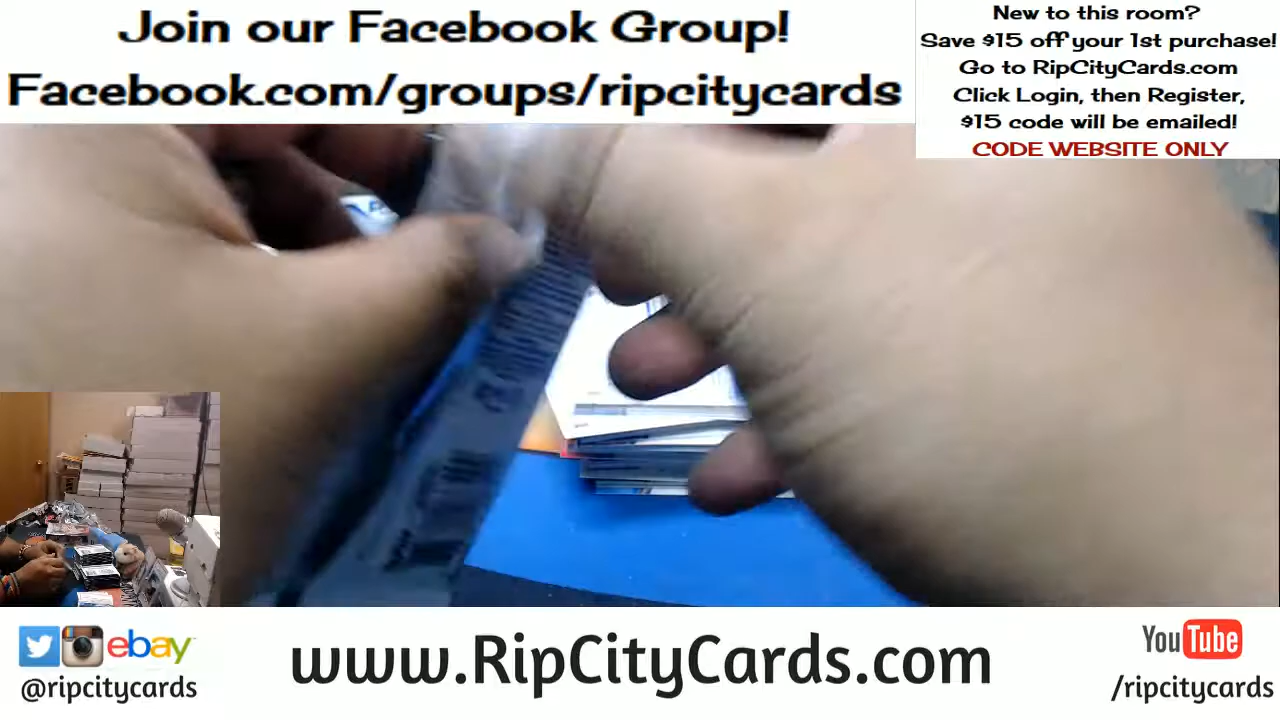 Join our Facebook Group!
Facebook.com/groups/ripcitycards
New to this room?
Save $15 off your 1st purchase!
Go to RipCityCards.com
Click Login, then Register,
$15 code will be emailed!
CODE WEBSITE ONLY
ebay
@ripcitycards
www.RipCityCards.com
YouTube
/ripcitycards